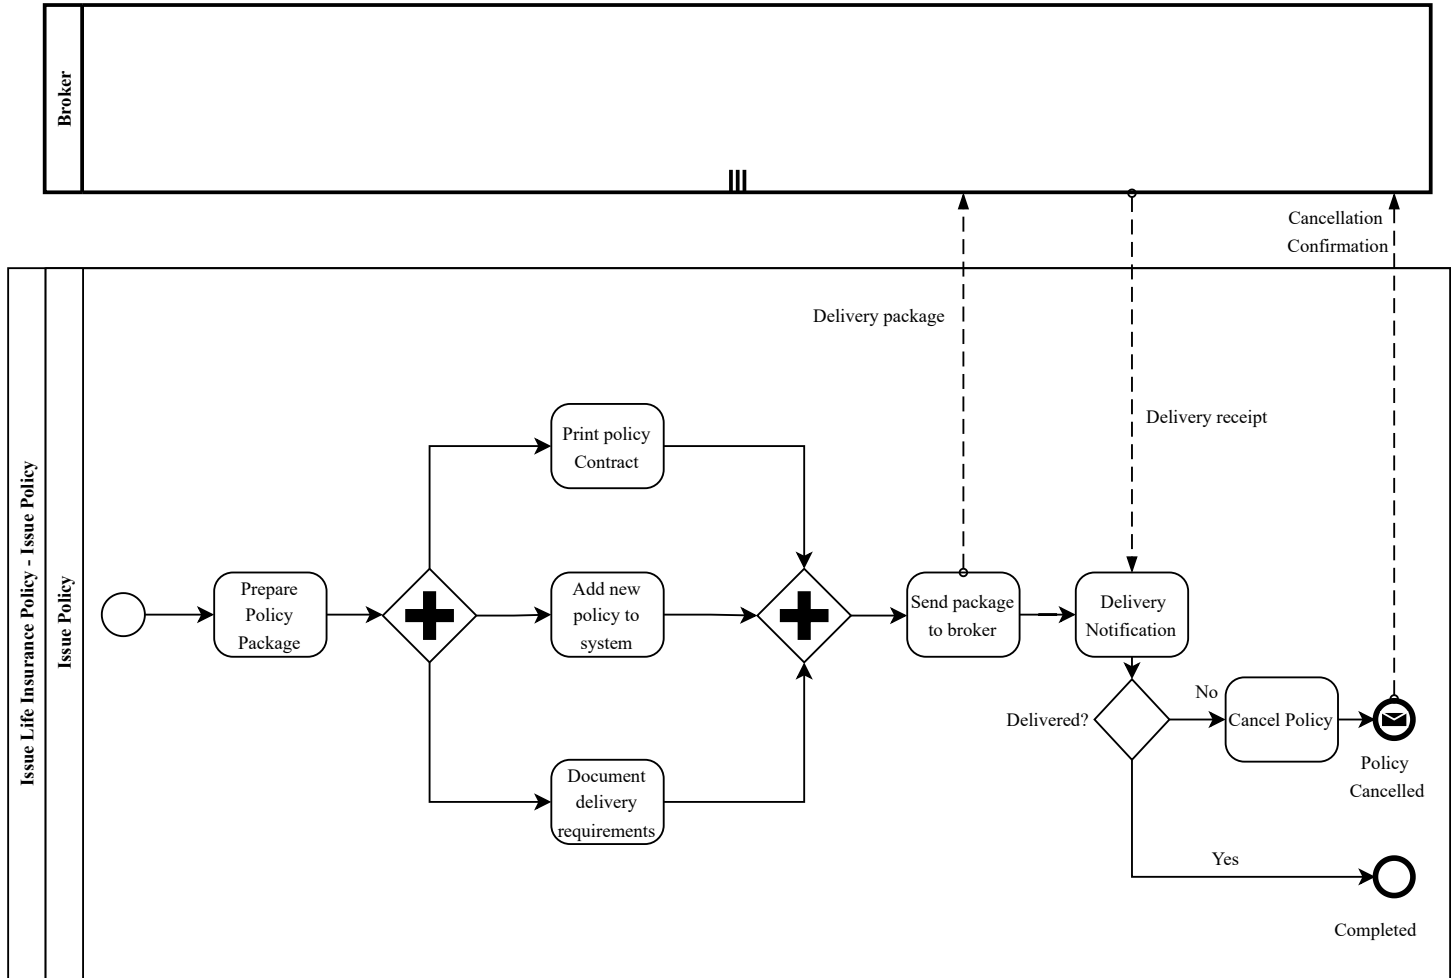 Broker
Cancellation
Confirmation
Delivery package
Delivery receipt
Issue Life Insurance Policy - Issue Policy
Issue Policy
Print policy
Contract
Prepare
Policy
Package
Add new
policy to
system
Send package
to broker
Delivery
Notification
Delivered?
No
Cancel Policy
Policy
Cancelled
Document
delivery
requirements
Yes
Completed